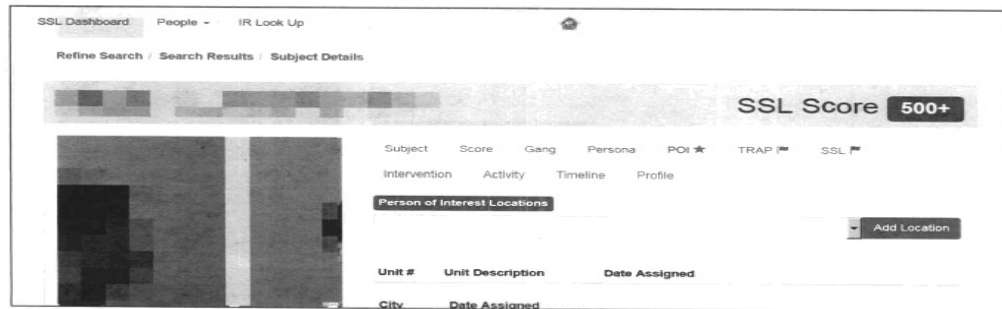 SSL Dashboard People IR Look Up
Refine Search / Search Results / Subject Details
SSL Score 500+
Subject Score Gang Persona POI ★ TRAP SSL
Intervention Activity Timeline Profile
Person of Interest Locations
Add Location
Unit # Unit Description Date Assigned
City Date Assigned